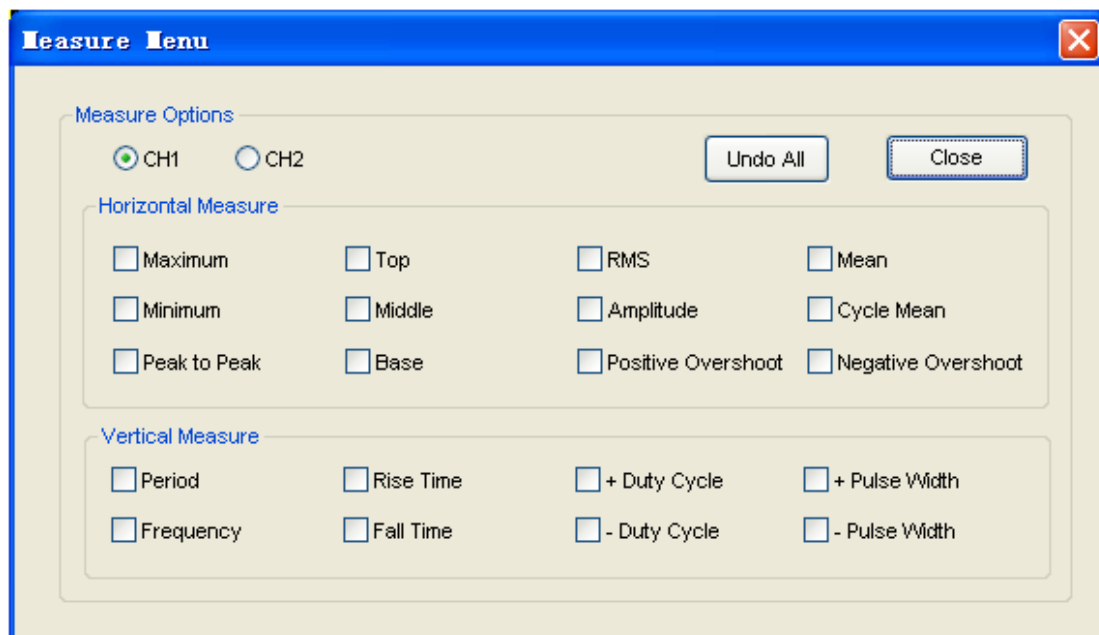 Measure Menu
Measure Options
CH1 CH2 Undo All Close
Horizontal Measure
Maximum Top RMS Mean
Minimum Middle Amplitude Cycle Mean
Peak to Peak Base Positive Overshoot Negative Overshoot
Vertical Measure
Period Rise Time + Duty Cycle + Pulse Width
Frequency Fall Time - Duty Cycle - Pulse Width